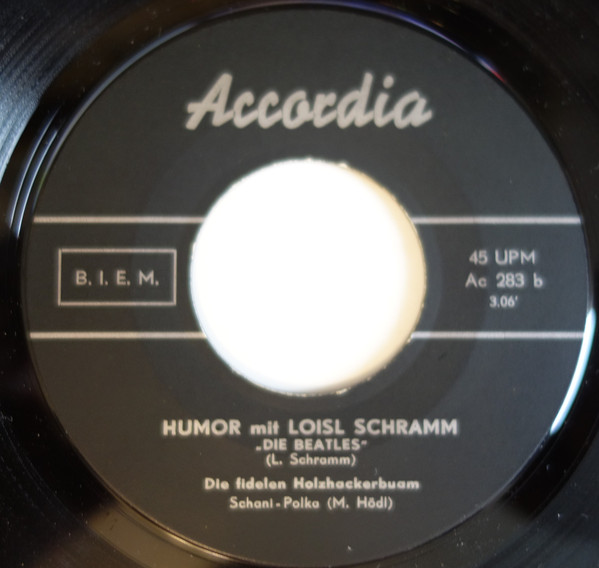 Accordia
B. I. E. M.
45 UPM
Ac 283 b
3.06'
HUMOR mit LOISL SCHRAMM
„DIE BEATLES"
(L. Schramm)
Die fidelen Holzhackerbuam
Schani-Polka (M. Hödl)